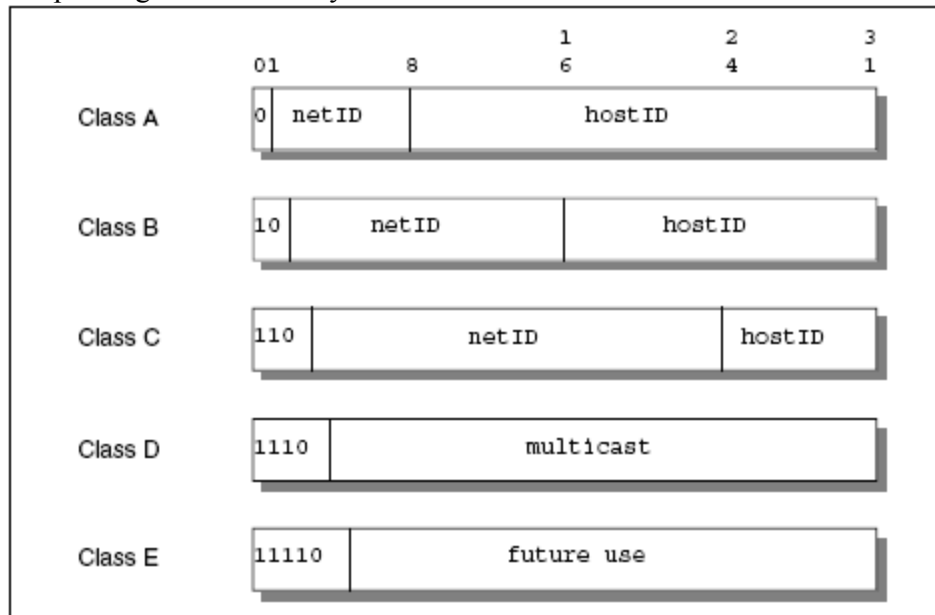 1 2 3
01 8 6 4 1
Class A 0 netID hostID
Class B 10 netID hostID
Class C 110 netID hostID
Class D 1110 multicast
Class E 11110 future use